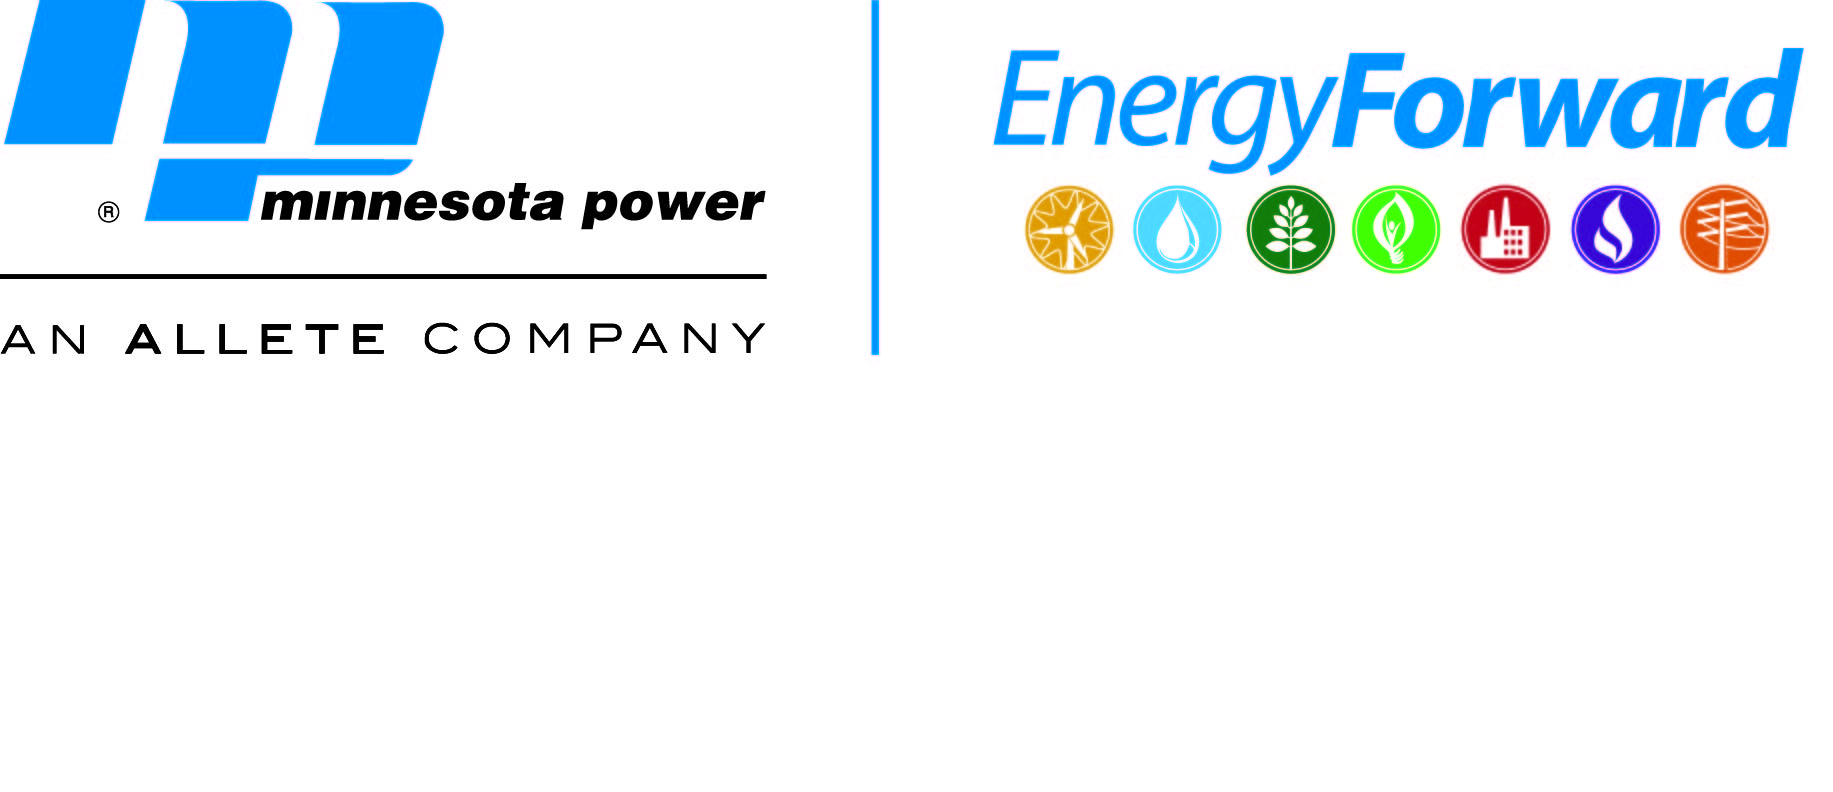 ®
minnesota power
AN ALLETE COMPANY
EnergyForward